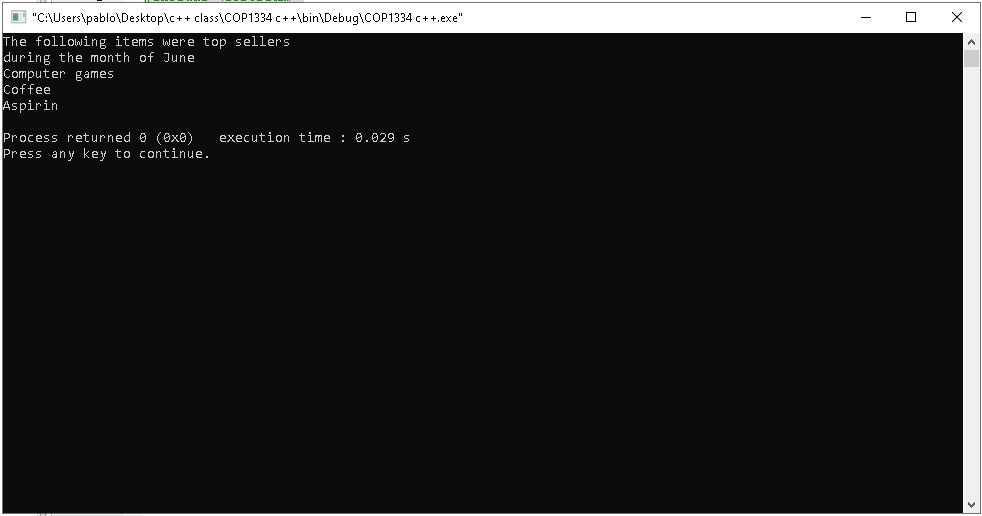 "C:\Users\pablo\Desktop\c++ class\COP1334 c++\bin\Debug\COP1334 c++.exe"
The following items were top sellers
during the month of June
Computer games
Coffee
Aspirin
Process returned 0 (0x0)   execution time : 0.029 s
Press any key to continue.